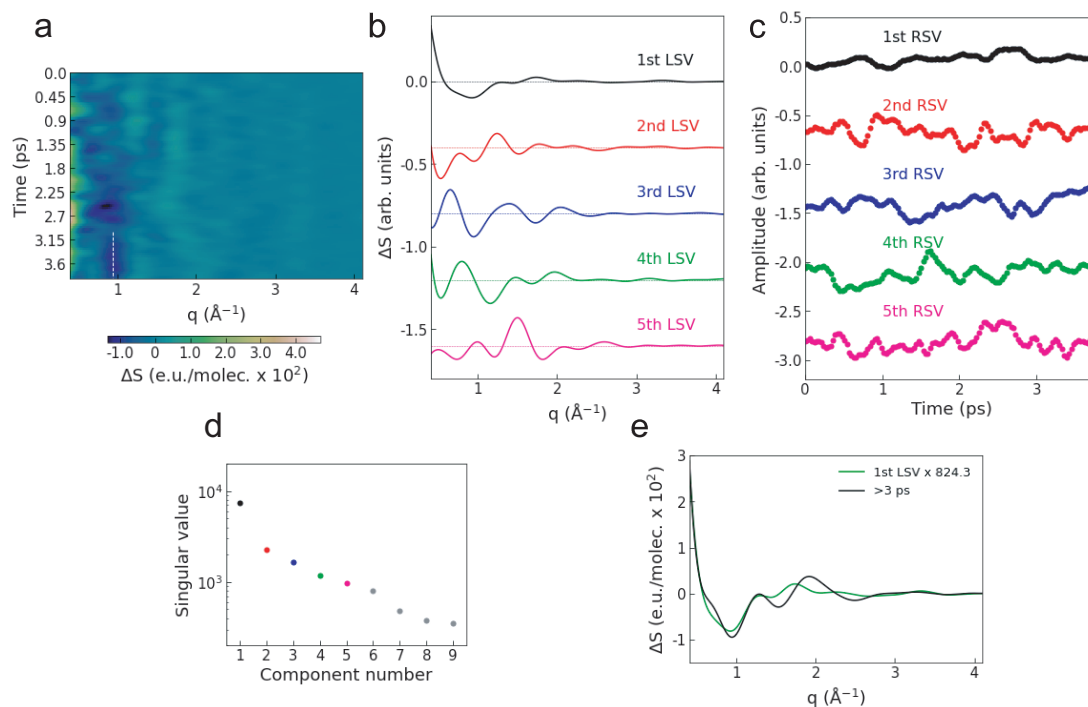 a
0.0
0.45
0.9
1.35
1.8
2.25
2.7
3.15
3.6
Time (ps)
1 2 3 4
q (Å⁻¹)
-1.0 0 1.0 2.0 3.0 4.0
ΔS (e.u./molec. x 10²)
b
0.0
-0.5
-1.0
-1.5
ΔS (arb. units)
1st LSV
2nd LSV
3rd LSV
4th LSV
5th LSV
1 2 3 4
q (Å⁻¹)
c
0.5
0.0
-0.5
-1.0
-1.5
-2.0
-2.5
-3.0
Amplitude (arb. units)
1st RSV
2nd RSV
3rd RSV
4th RSV
5th RSV
0 1 2 3
Time (ps)
d
10⁴
10³
Singular value
1 2 3 4 5 6 7 8 9
Component number
e
3
2
1
0
-1
ΔS (e.u./molec. x 10²)
1st LSV x 824.3
>3 ps
1 2 3 4
q (Å⁻¹)